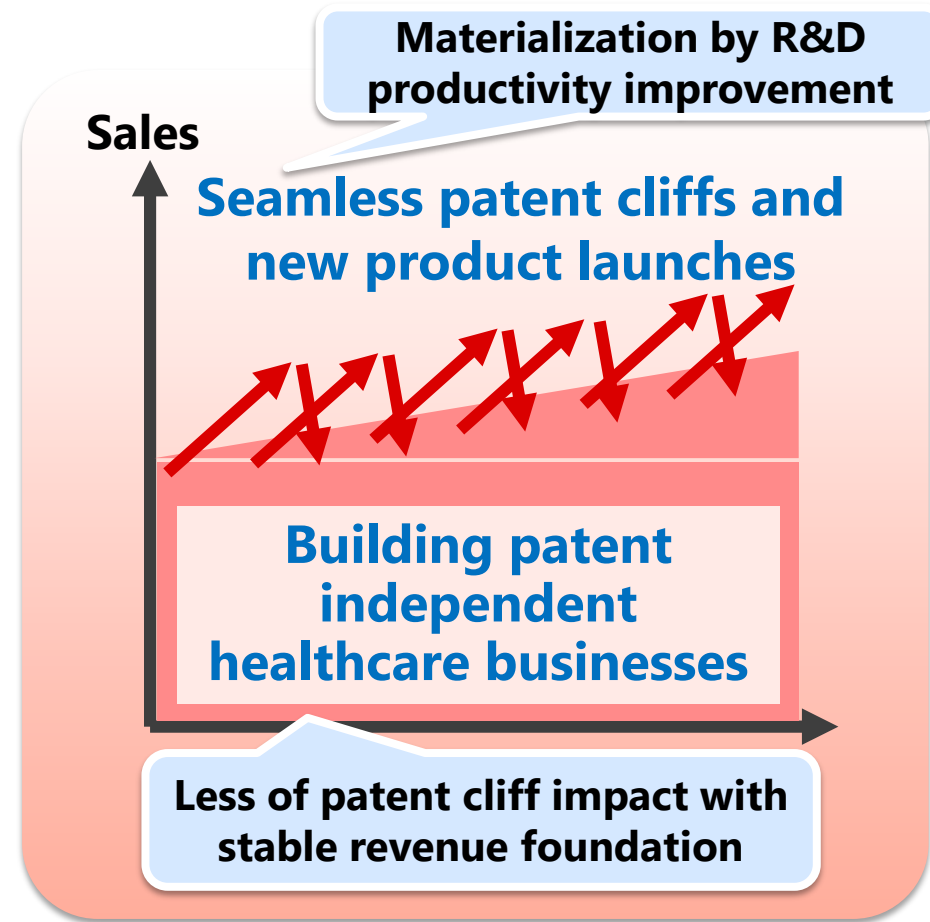 Materialization by R&D
productivity improvement
Sales
Seamless patent cliffs and
new product launches
Building patent
independent
healthcare businesses
Less of patent cliff impact with
stable revenue foundation